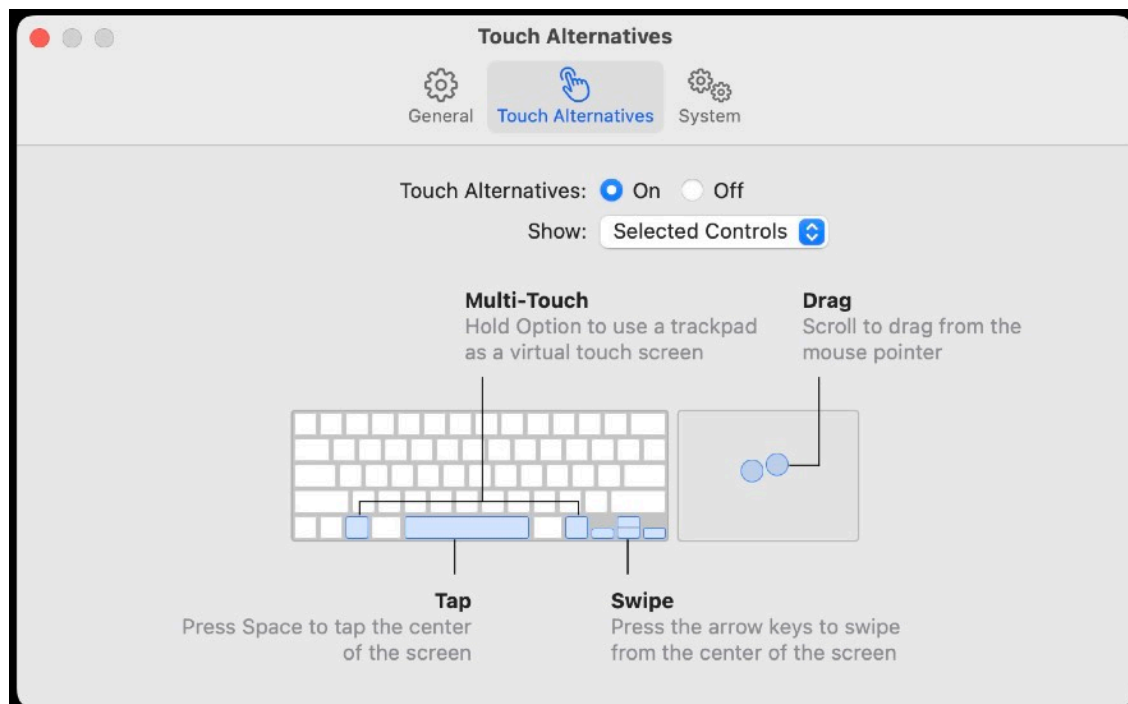 Touch Alternatives
General
Touch Alternatives
System
Touch Alternatives: On Off
Show: Selected Controls
Multi-Touch
Hold Option to use a trackpad
as a virtual touch screen
Drag
Scroll to drag from the
mouse pointer
Tap
Press Space to tap the center
of the screen
Swipe
Press the arrow keys to swipe
from the center of the screen